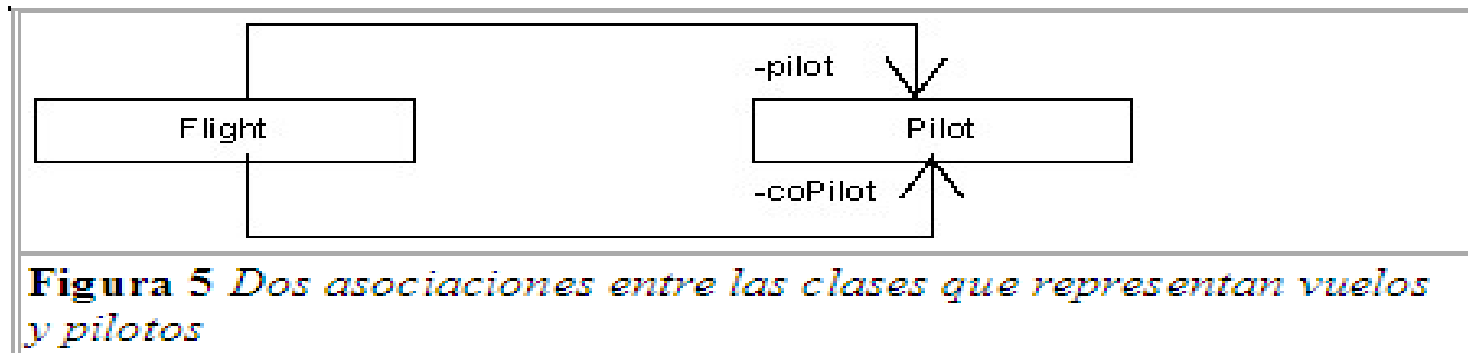 -pilot
Flight
Pilot
-coPilot
Figura 5 Dos asociaciones entre las clases que representan vuelos
y pilotos